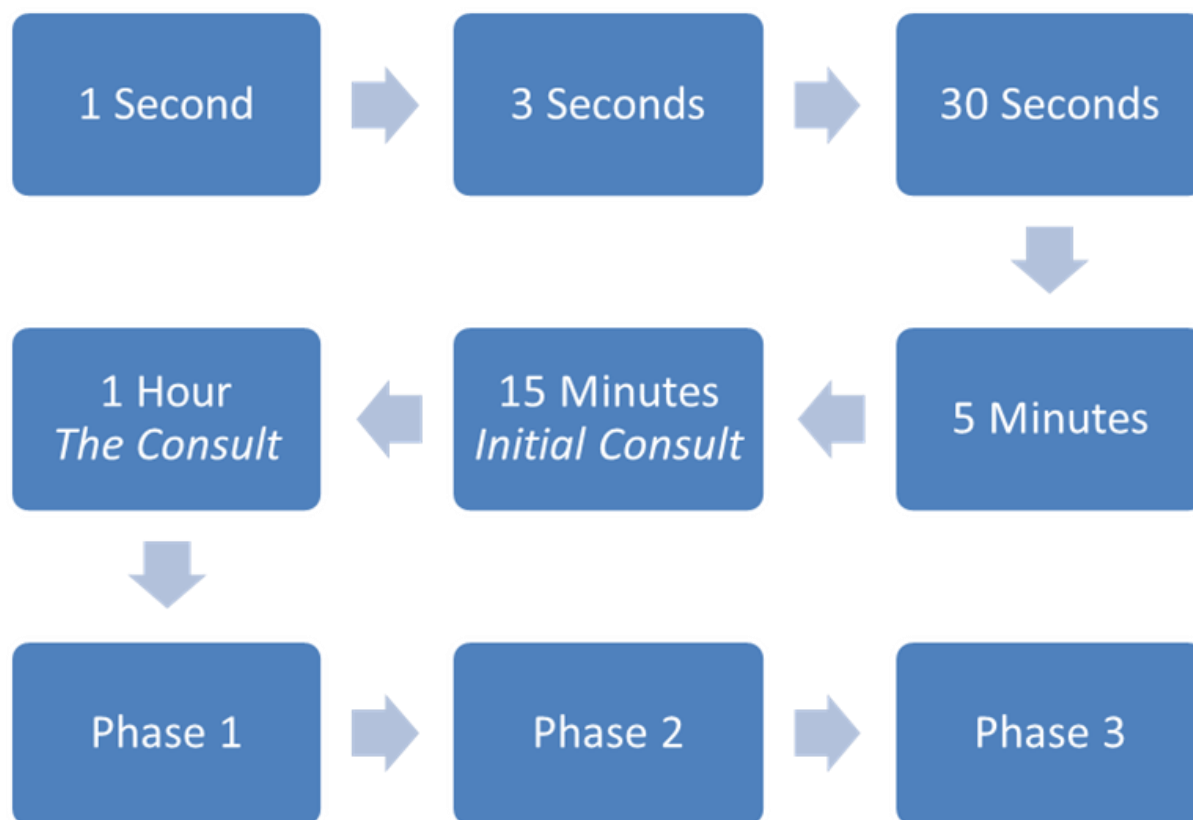 1 Second
3 Seconds
30 Seconds
5 Minutes
15 Minutes
Initial Consult
1 Hour
The Consult
Phase 1
Phase 2
Phase 3